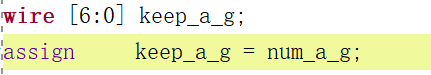 wire [6:0] keep_a_g;
assign     keep_a_g = num_a_g;